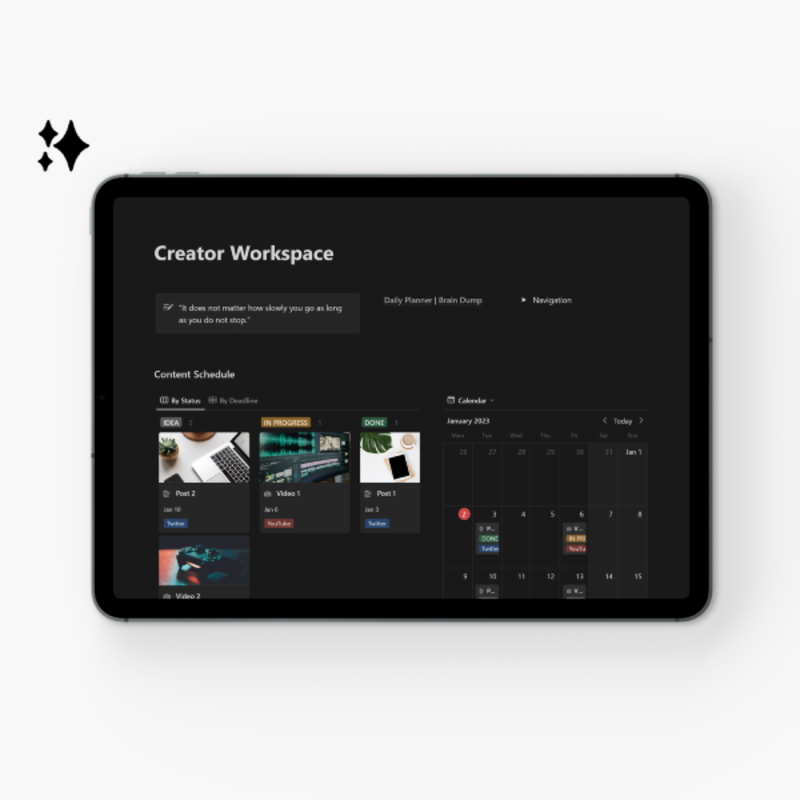 Creator Workspace
"It does not matter how slowly you go as long
as you do not stop."
Daily Planner | Brain Dump
Navigation
Content Schedule
By Status By Deadline
IDEA 2
IN PROGRESS 1
DONE 1
Post 2
Jan 10
Twitter
Video 1
Jan 6
YouTube
Post 1
Jan 3
Twitter
Video 2
Calendar
January 2023 Today
Mon Tue Wed Thu Fri Sat Sun
26 27 28 29 30 31 Jan 1
2 3 4 5 6 7 8
P... V...
DONE IN PR
Twitter YouTu
9 10 11 12 13 14 15
P... V...